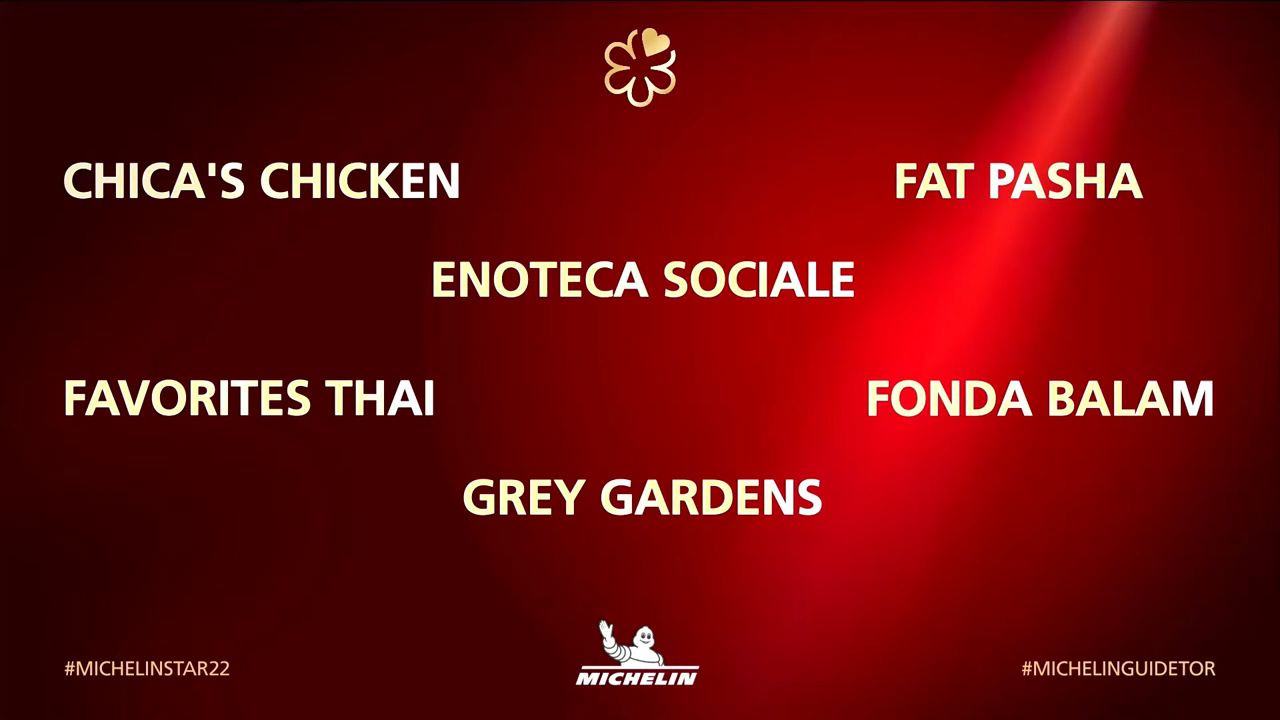 CHICA'S CHICKEN
FAT PASHA
ENOTECA SOCIALE
FAVORITES THAI
FONDA BALAM
GREY GARDENS
#MICHELINSTAR22
MICHELIN
#MICHELINGUIDETOR